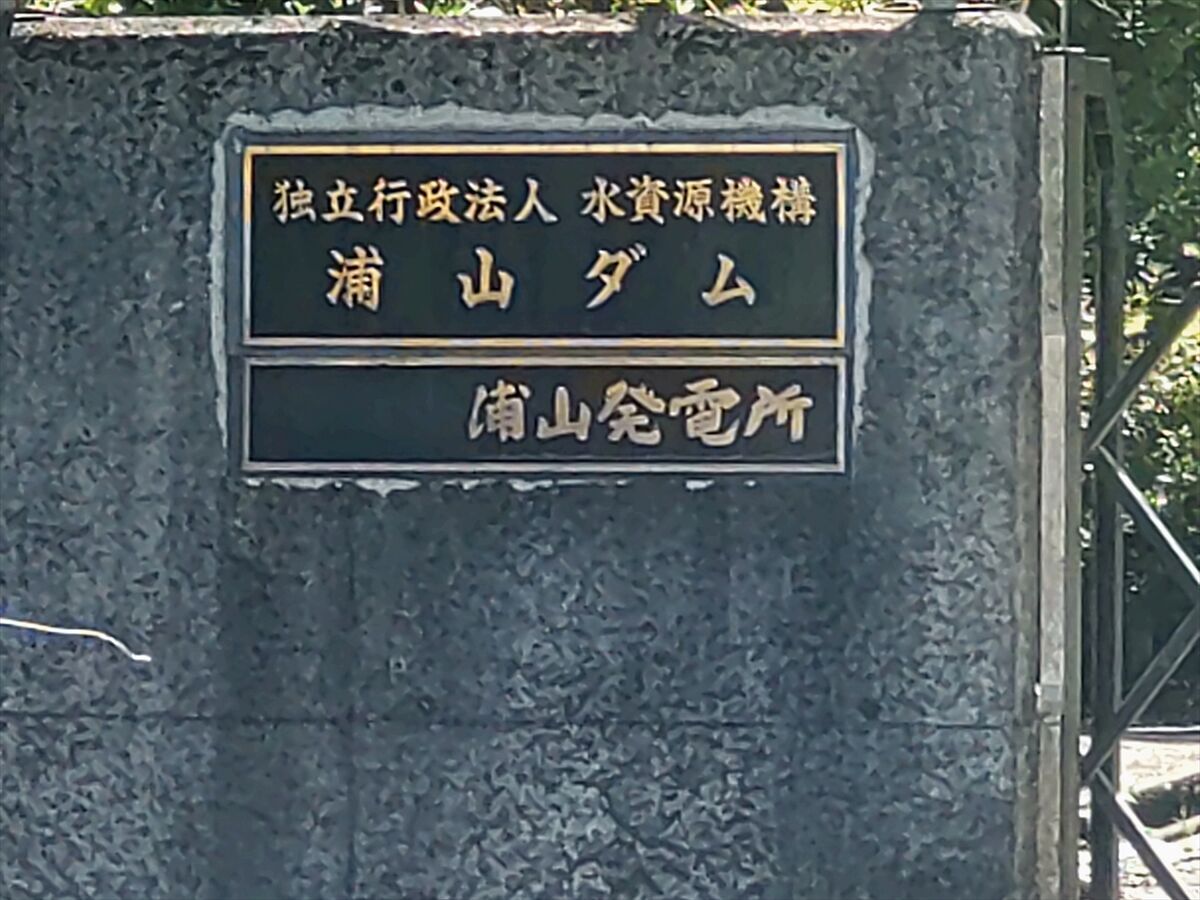 独立行政法人 水資源機構
浦山ダム
浦山発電所